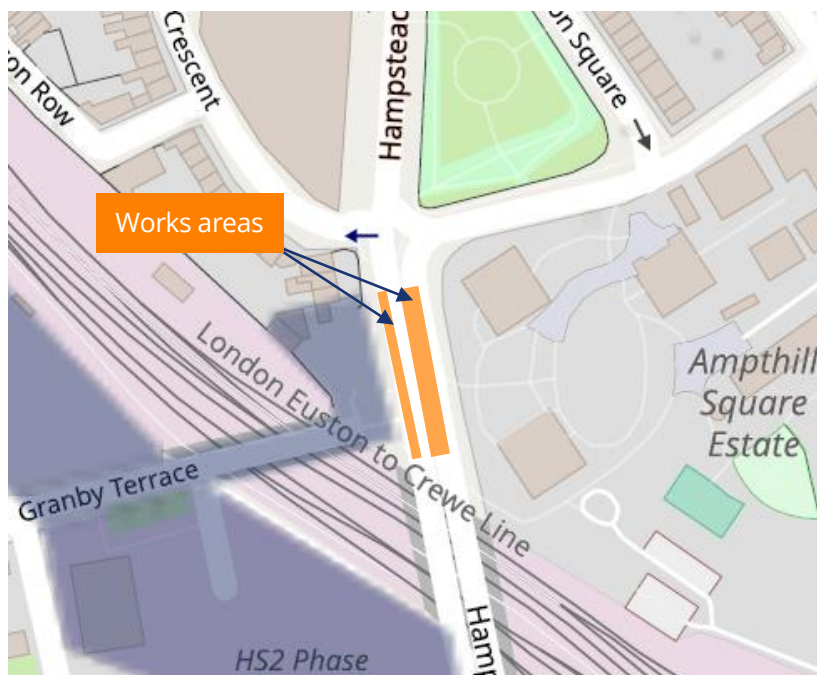 Crescent
on Row
Hampstead
on Square
Works areas
London Euston to Crewe Line
Ampthill
Square
Estate
Granby Terrace
HS2 Phase
Hamp